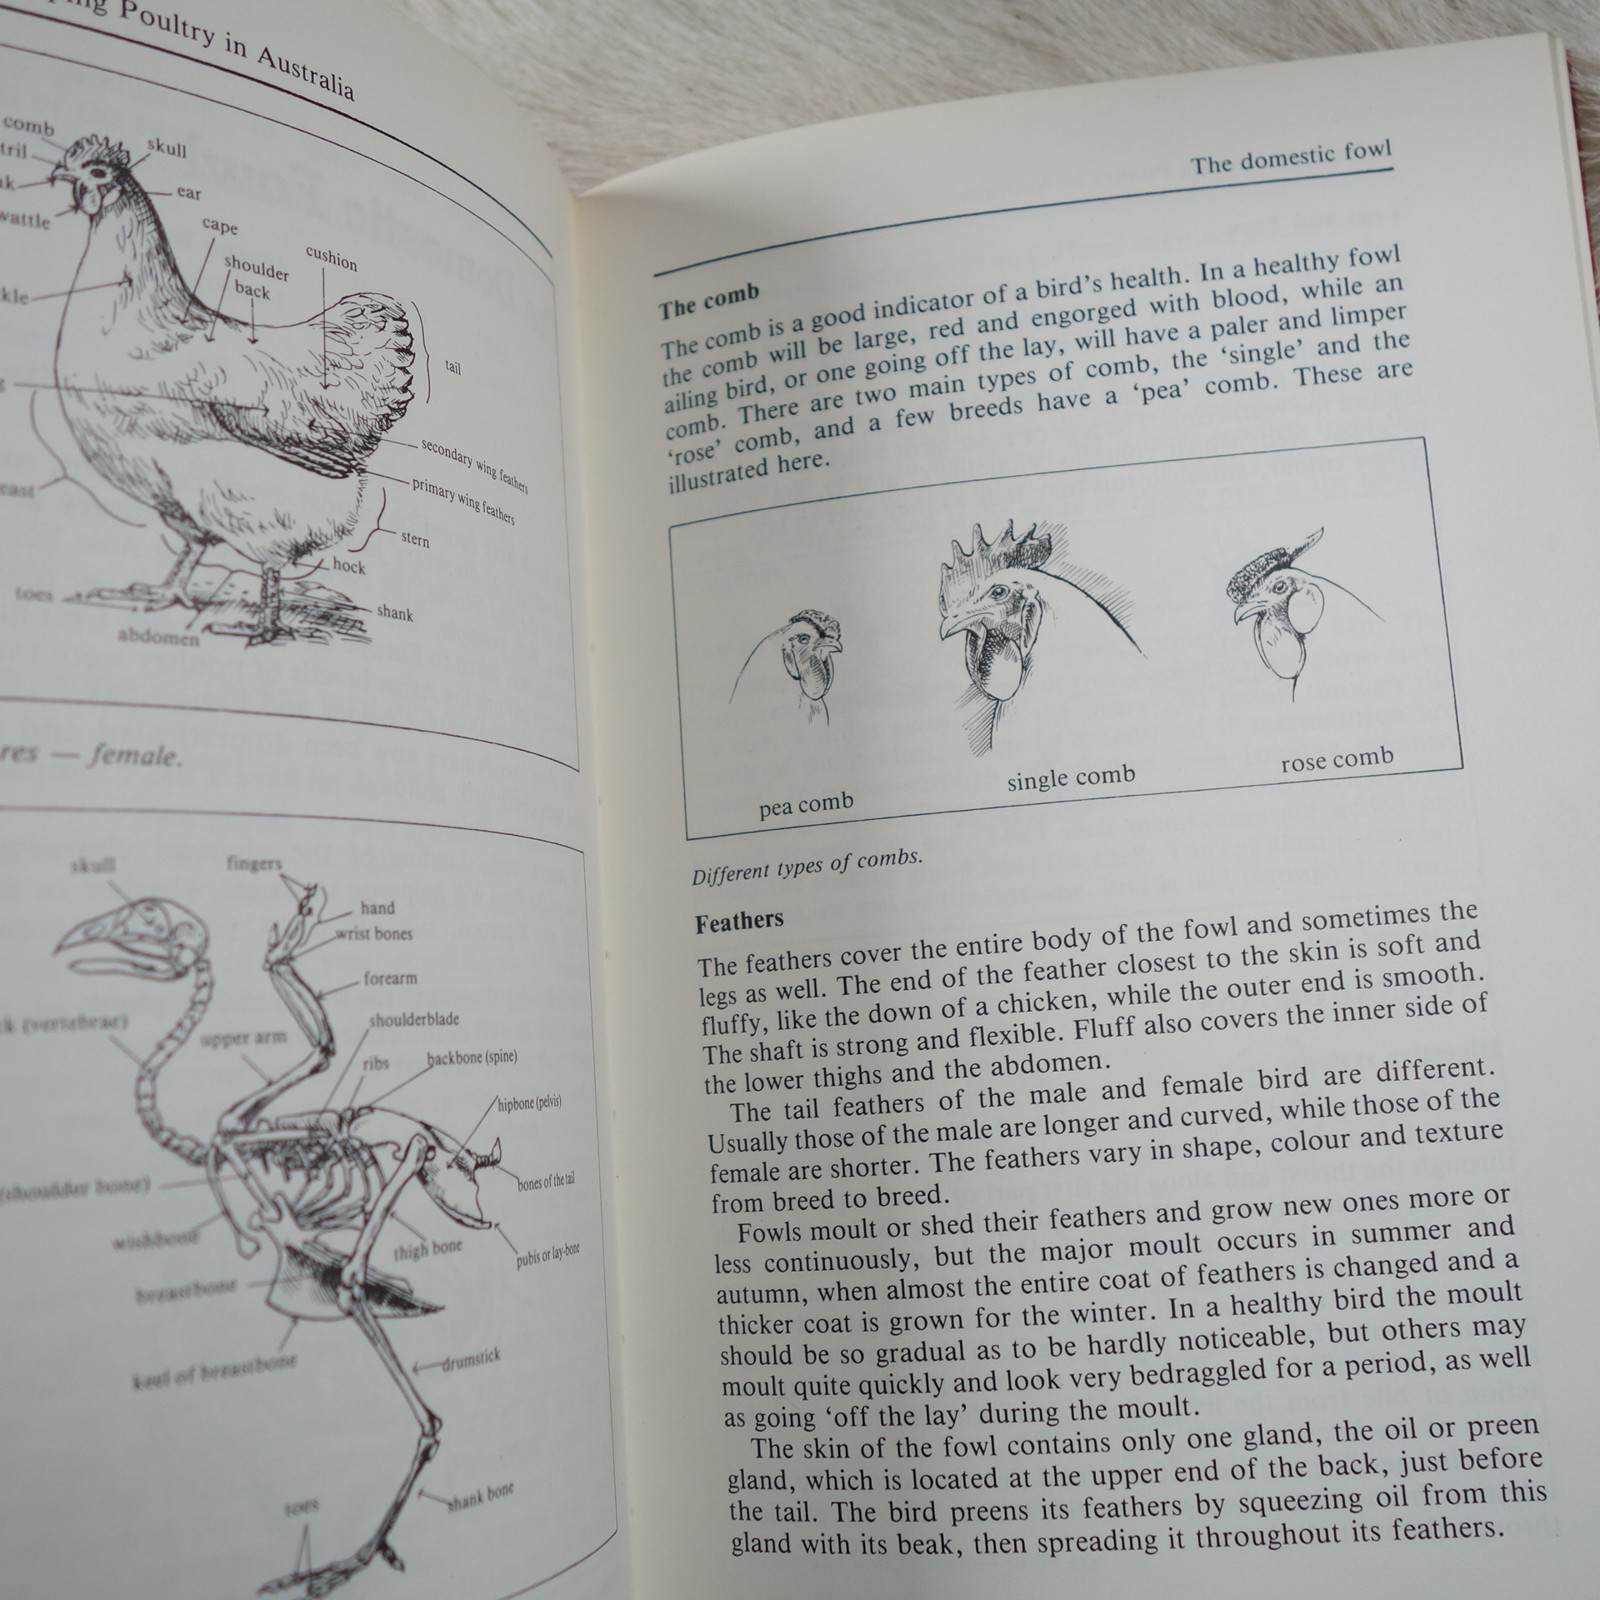 Poultry in Australia
comb
skull
ear
wattle
cape
shoulder
back
cushion
tail
secondary wing feathers
primary wing feathers
stern
hock
shank
toes
abdomen
— female.
skull
fingers
hand
wrist bones
forearm
(vertebrae)
upper arm
shoulderblade
ribs
backbone (spine)
hipbone (pelvis)
bones of the tail
(shoulder bone)
wishbone
thigh bone
pubis or lay-bone
breastbone
keel of breastbone
drumstick
shank bone
toes
The domestic fowl
The comb
The comb is a good indicator of a bird's health. In a healthy fowl
the comb will be large, red and engorged with blood, while an
ailing bird, or one going off the lay, will have a paler and limper
comb. There are two main types of comb, the ‘single’ and the
‘rose’ comb, and a few breeds have a ‘pea’ comb. These are
illustrated here.
pea comb
single comb
rose comb
Different types of combs.
Feathers
The feathers cover the entire body of the fowl and sometimes the
legs as well. The end of the feather closest to the skin is soft and
fluffy, like the down of a chicken, while the outer end is smooth.
The shaft is strong and flexible. Fluff also covers the inner side of
the lower thighs and the abdomen.
The tail feathers of the male and female bird are different.
Usually those of the male are longer and curved, while those of the
female are shorter. The feathers vary in shape, colour and texture
from breed to breed.
Fowls moult or shed their feathers and grow new ones more or
less continuously, but the major moult occurs in summer and
autumn, when almost the entire coat of feathers is changed and a
thicker coat is grown for the winter. In a healthy bird the moult
should be so gradual as to be hardly noticeable, but others may
moult quite quickly and look very bedraggled for a period, as well
as going ‘off the lay’ during the moult.
The skin of the fowl contains only one gland, the oil or preen
gland, which is located at the upper end of the back, just before
the tail. The bird preens its feathers by squeezing oil from this
gland with its beak, then spreading it throughout its feathers.